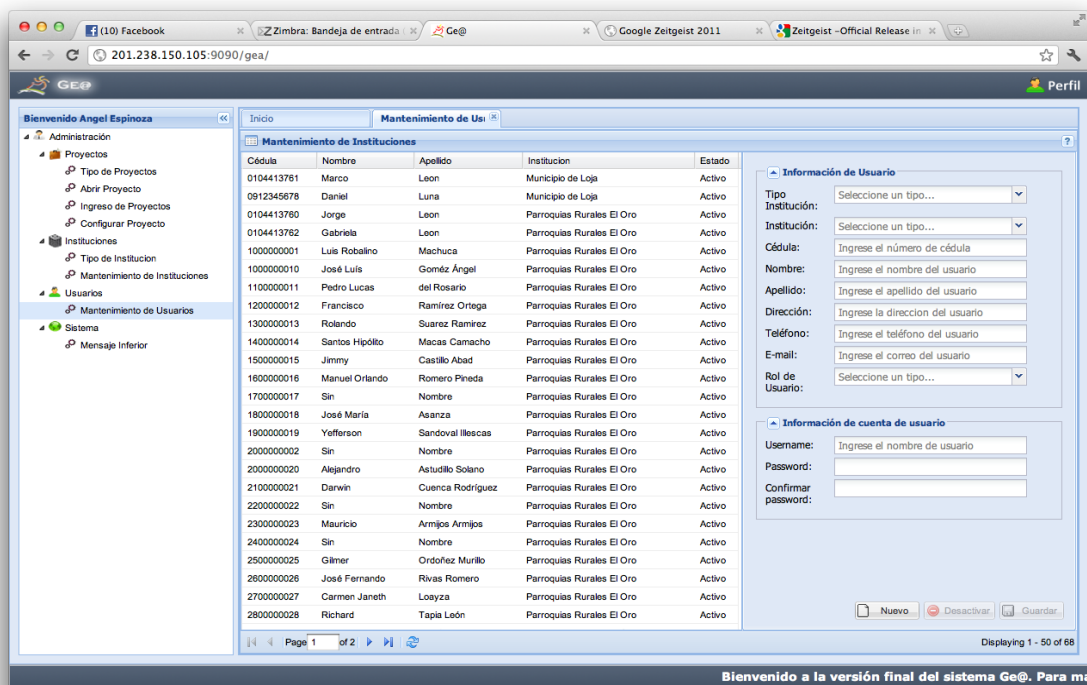 (10) Facebook
Zimbra: Bandeja de entrada (
Ge@
Google Zeitgeist 2011
Zeitgeist –Official Release in
201.238.150.105:9090/gea/
GE@
Perfil
Bienvenido Angel Espinoza
Administración
Proyectos
Tipo de Proyectos
Abrir Proyecto
Ingreso de Proyectos
Configurar Proyecto
Instituciones
Tipo de Institucion
Mantenimiento de Instituciones
Usuarios
Mantenimiento de Usuarios
Sistema
Mensaje Inferior
Inicio
Mantenimiento de Usu
Mantenimiento de Instituciones
Cédula Nombre Apellido Institucion Estado
0104413761 Marco Leon Municipio de Loja Activo
0912345678 Daniel Luna Municipio de Loja Activo
0104413760 Jorge Leon Parroquias Rurales El Oro Activo
0104413762 Gabriela Leon Parroquias Rurales El Oro Activo
1000000001 Luis Robalino Machuca Parroquias Rurales El Oro Activo
1000000010 José Luís Goméz Ángel Parroquias Rurales El Oro Activo
1100000011 Pedro Lucas del Rosario Parroquias Rurales El Oro Activo
1200000012 Francisco Ramírez Ortega Parroquias Rurales El Oro Activo
1300000013 Rolando Suarez Ramirez Parroquias Rurales El Oro Activo
1400000014 Santos Hipólito Macas Camacho Parroquias Rurales El Oro Activo
1500000015 Jimmy Castillo Abad Parroquias Rurales El Oro Activo
1600000016 Manuel Orlando Romero Pineda Parroquias Rurales El Oro Activo
1700000017 Sin Nombre Parroquias Rurales El Oro Activo
1800000018 José María Asanza Parroquias Rurales El Oro Activo
1900000019 Yefferson Sandoval Illescas Parroquias Rurales El Oro Activo
2000000002 Sin Nombre Parroquias Rurales El Oro Activo
2000000020 Alejandro Astudillo Solano Parroquias Rurales El Oro Activo
2100000021 Darwin Cuenca Rodríguez Parroquias Rurales El Oro Activo
2200000022 Sin Nombre Parroquias Rurales El Oro Activo
2300000023 Mauricio Armijos Armijos Parroquias Rurales El Oro Activo
2400000024 Sin Nombre Parroquias Rurales El Oro Activo
2500000025 Gilmer Ordoñez Murillo Parroquias Rurales El Oro Activo
2600000026 José Fernando Rivas Romero Parroquias Rurales El Oro Activo
2700000027 Carmen Janeth Loayza Parroquias Rurales El Oro Activo
2800000028 Richard Tapia León Parroquias Rurales El Oro Activo
Page 1 of 2
Displaying 1 - 50 of 68
Información de Usuario
Tipo Seleccione un tipo...
Institución:
Institución: Seleccione un tipo...
Cédula: Ingrese el número de cédula
Nombre: Ingrese el nombre del usuario
Apellido: Ingrese el apellido del usuario
Dirección: Ingrese la direccion del usuario
Teléfono: Ingrese el teléfono del usuario
E-mail: Ingrese el correo del usuario
Rol de Seleccione un tipo...
Usuario:
Información de cuenta de usuario
Username: Ingrese el nombre de usuario
Password:
Confirmar
password:
Nuevo Desactivar Guardar
Bienvenido a la versión final del sistema Ge@. Para ma